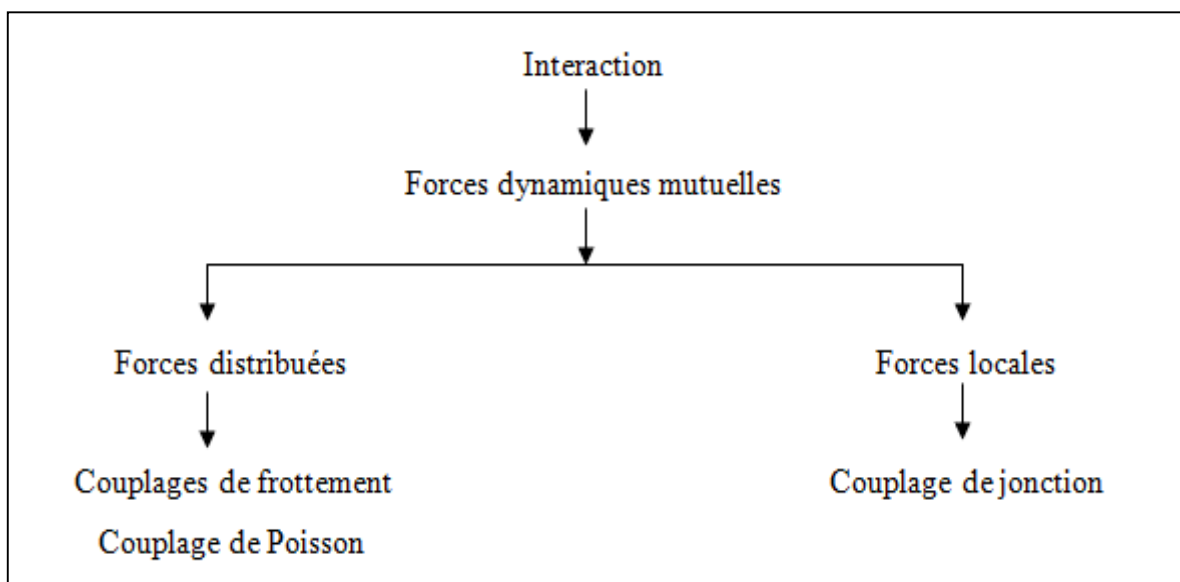 Interaction
Forces dynamiques mutuelles
Forces distribuées
Forces locales
Couplages de frottement
Couplage de jonction
Couplage de Poisson